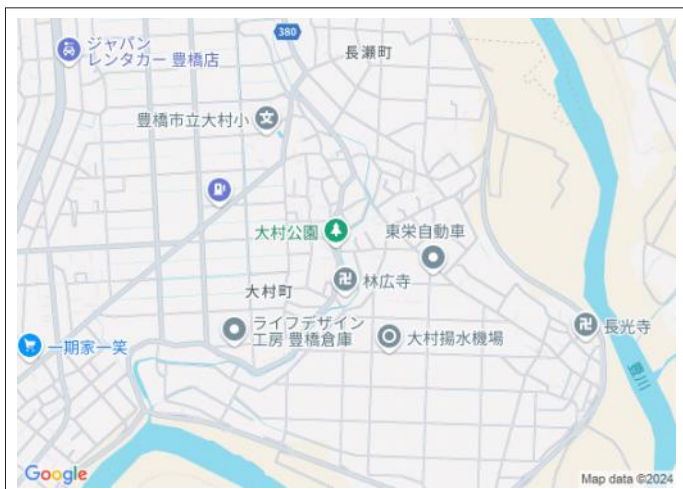 380
長瀬町
ジャパン
レンタカー 豊橋店
豊橋市立大村小
大村公園
東栄自動車
林広寺
大村町
ライフデザイン
工房 豊橋倉庫
大村揚水機場
長光寺
一期家一笑
豊川
Google
Map data ©2024